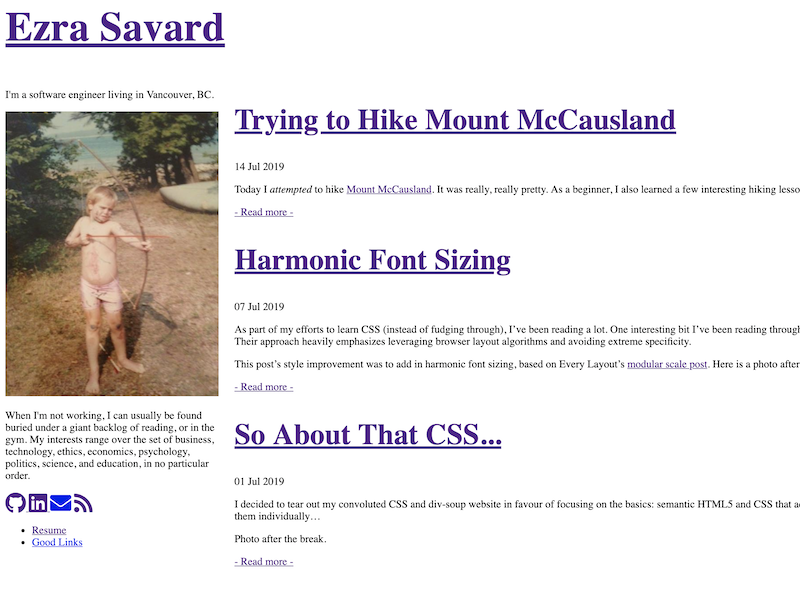 Ezra Savard
I'm a software engineer living in Vancouver, BC.
When I'm not working, I can usually be found
buried under a giant backlog of reading, or in the
gym. My interests range over the set of business,
technology, ethics, economics, psychology,
politics, science, and education, in no particular
order.
Resume
Good Links
Trying to Hike Mount McCausland
14 Jul 2019
Today I attempted to hike Mount McCausland. It was really, really pretty. As a beginner, I also learned a few interesting hiking
- Read more -
Harmonic Font Sizing
07 Jul 2019
As part of my efforts to learn CSS (instead of fudging through), I've been reading a lot. One interesting bit I've been reading
Their approach heavily emphasizes leveraging browser layout algorithms and avoiding extreme specificity.
This post's style improvement was to add in harmonic font sizing, based on Every Layout's modular scale post. Here is a photo after
- Read more -
So About That CSS...
01 Jul 2019
I decided to tear out my convoluted CSS and div-soup website in favour of focusing on the basics: semantic HTML5 and CSS that
them individually…
Photo after the break.
- Read more -